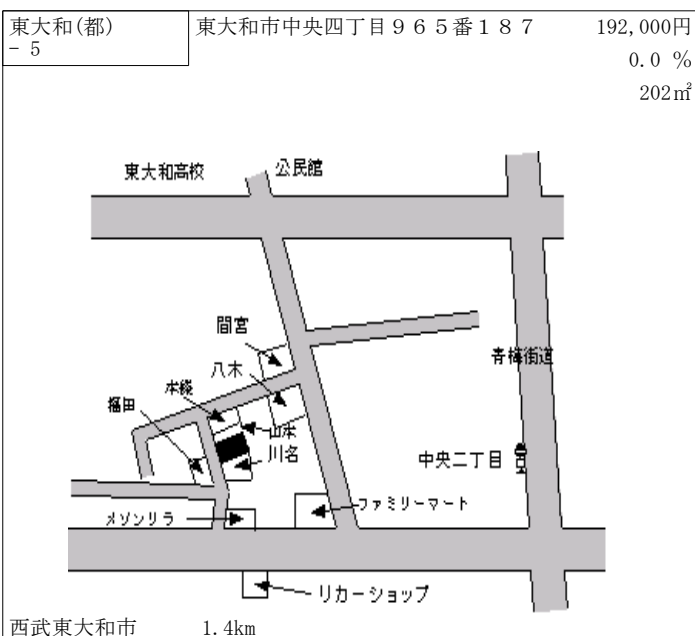 東大和(都)
- 5
東大和市中央四丁目９６５番１８７
192,000円
0.0 %
202㎡
東大和高校
公民館
間宮
青梅街道
八木
本綾
福田
山本
川名
中央二丁目
メゾンリラ
ファミリーマート
リカーショップ
西武東大和市 1.4km